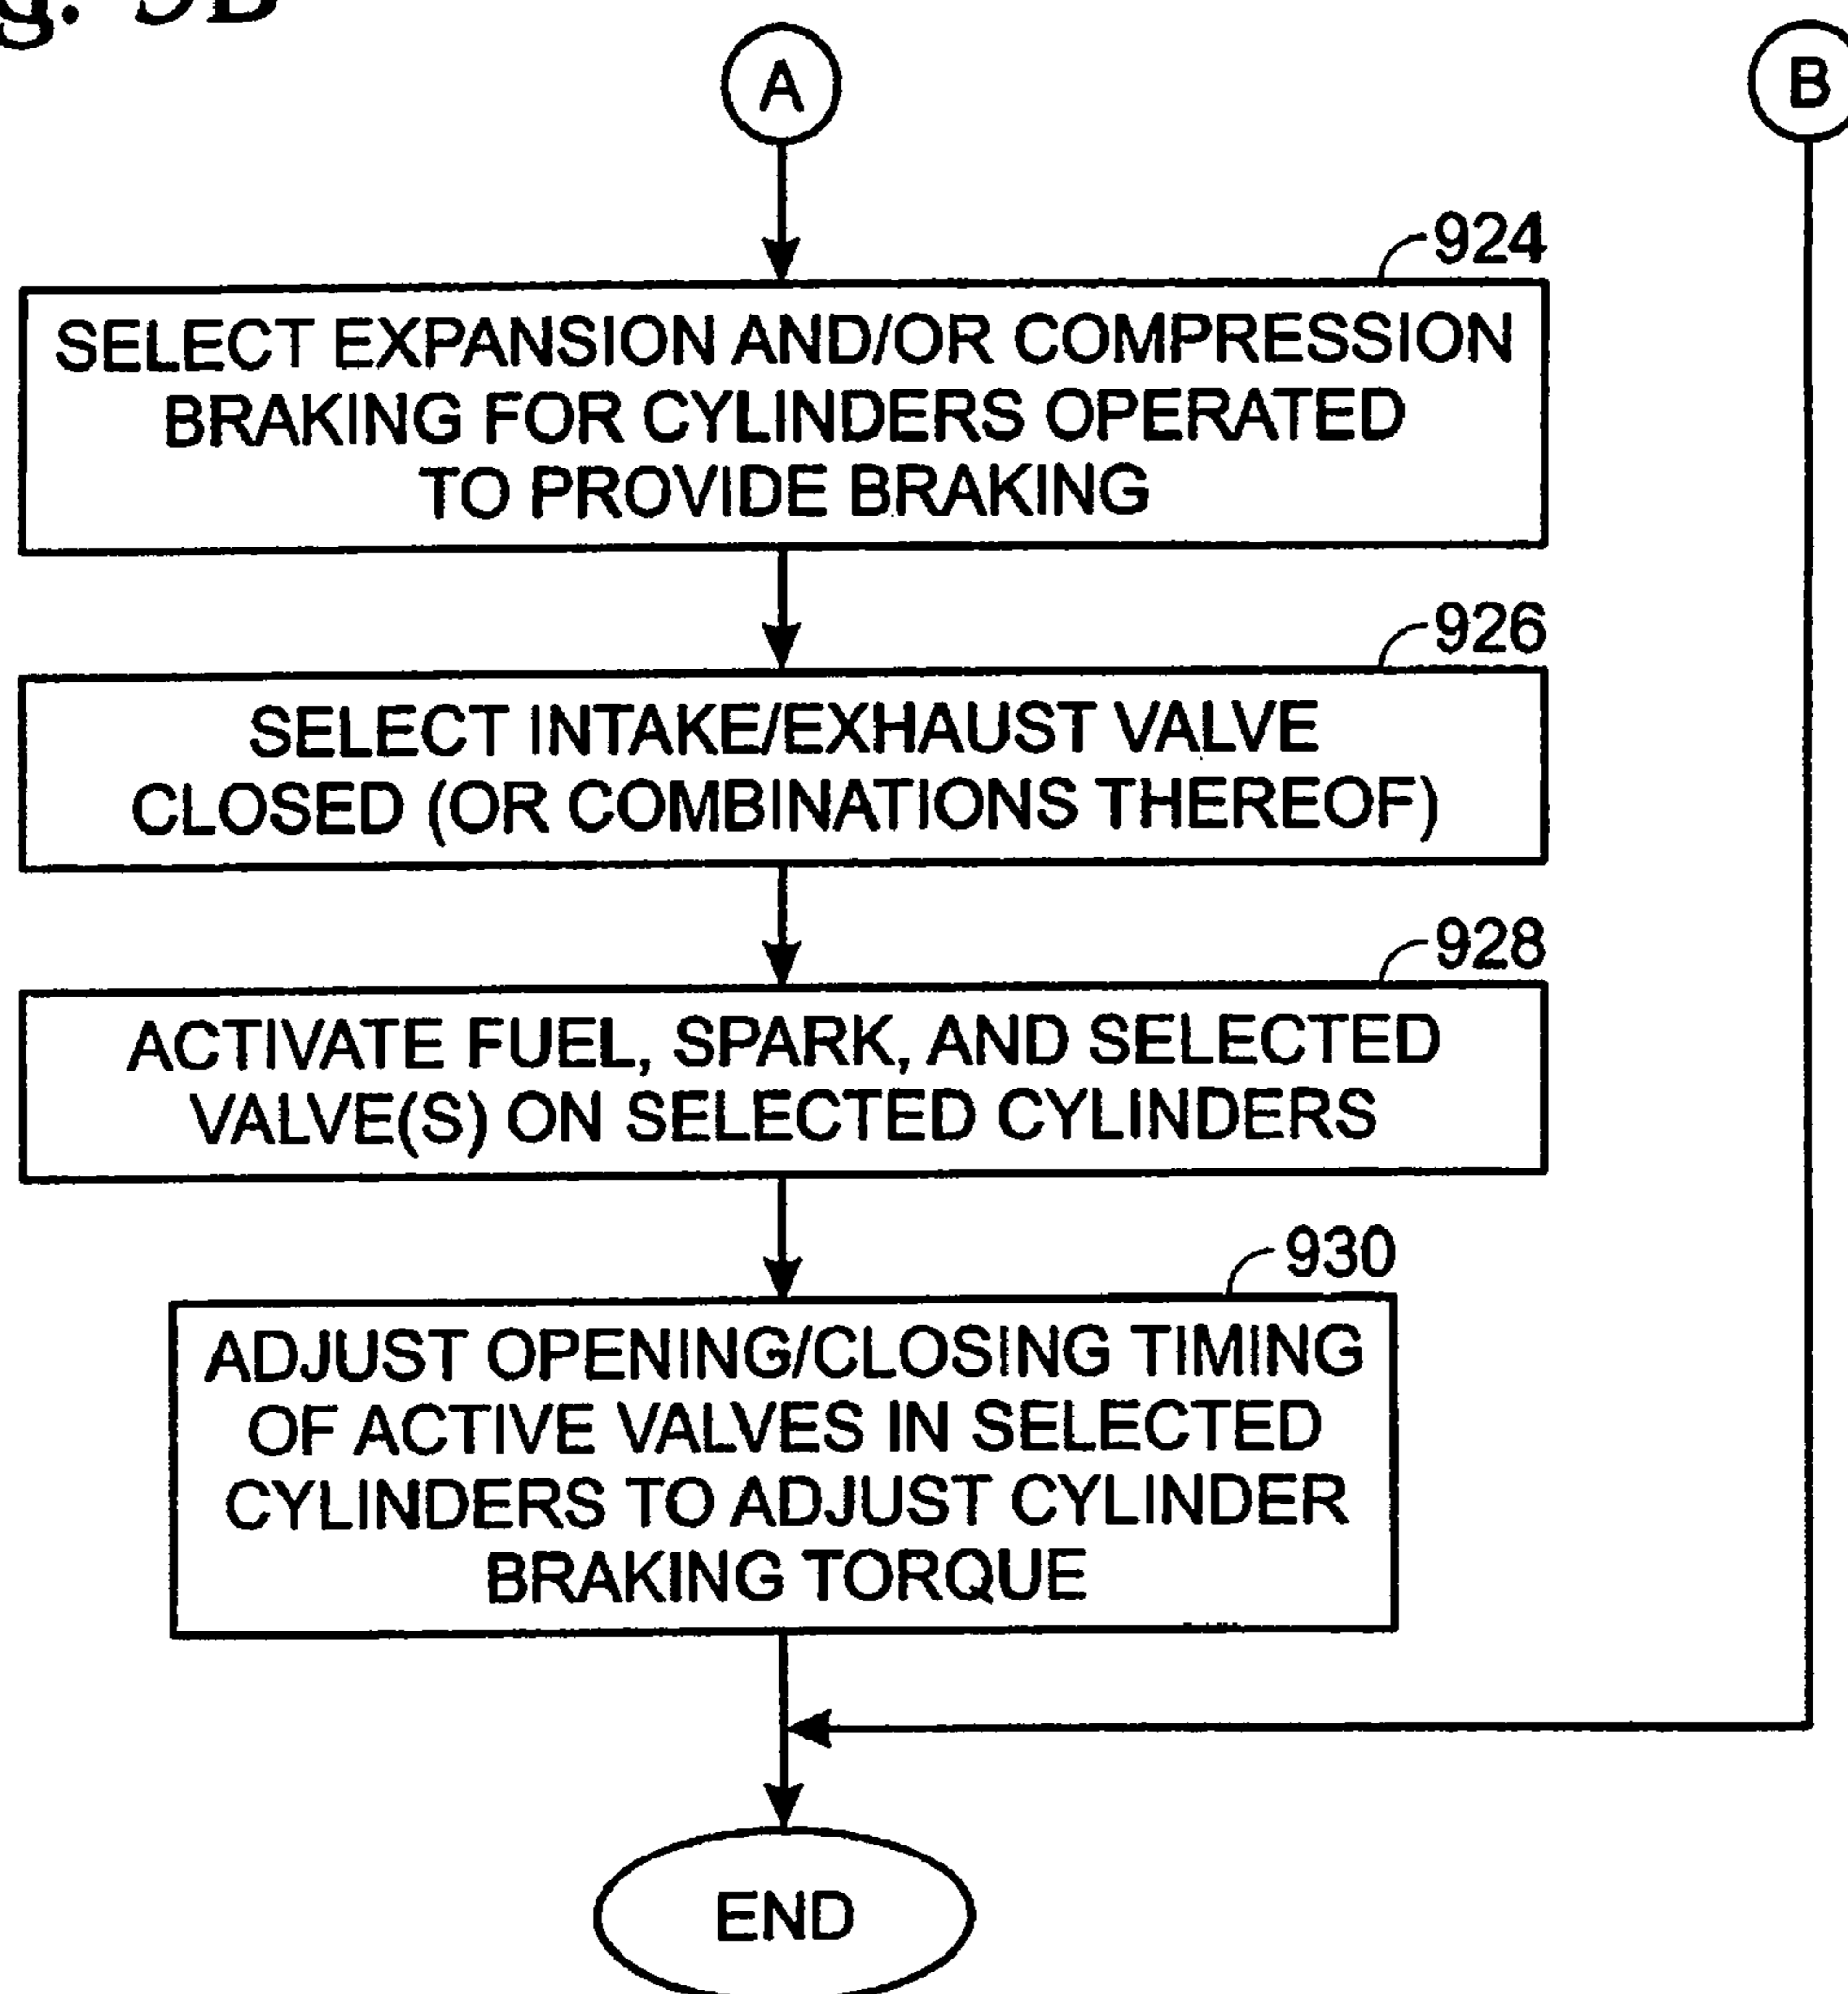 9B
A
B
924
SELECT EXPANSION AND/OR COMPRESSION
BRAKING FOR CYLINDERS OPERATED
TO PROVIDE BRAKING
926
SELECT INTAKE/EXHAUST VALVE
CLOSED (OR COMBINATIONS THEREOF)
928
ACTIVATE FUEL, SPARK, AND SELECTED
VALVE(S) ON SELECTED CYLINDERS
930
ADJUST OPENING/CLOSING TIMING
OF ACTIVE VALVES IN SELECTED
CYLINDERS TO ADJUST CYLINDER
BRAKING TORQUE
END